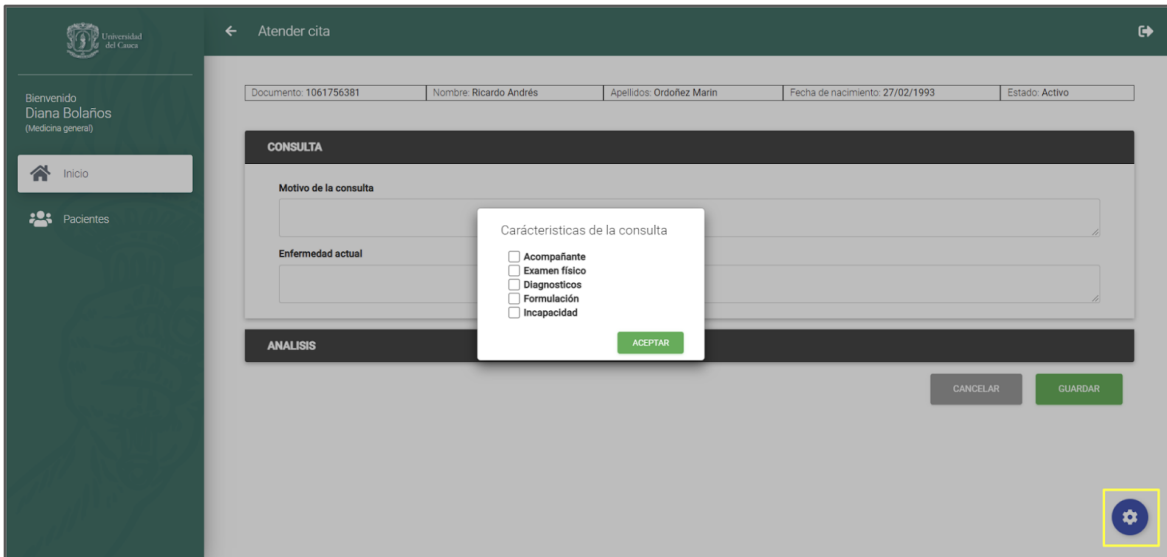 Universidad
del Cauca
Atender cita
Bienvenido
Diana Bolaños
(Medicina general)
Inicio
Pacientes
Documento: 1061756381 Nombre: Ricardo Andrés Apellidos: Ordoñez Marin Fecha de nacimiento: 27/02/1993 Estado: Activo
CONSULTA
Motivo de la consulta
Enfermedad actual
Carácteristicas de la consulta
Acompañante
Examen físico
Diagnosticos
Formulación
Incapacidad
ACEPTAR
ANALISIS
CANCELAR GUARDAR